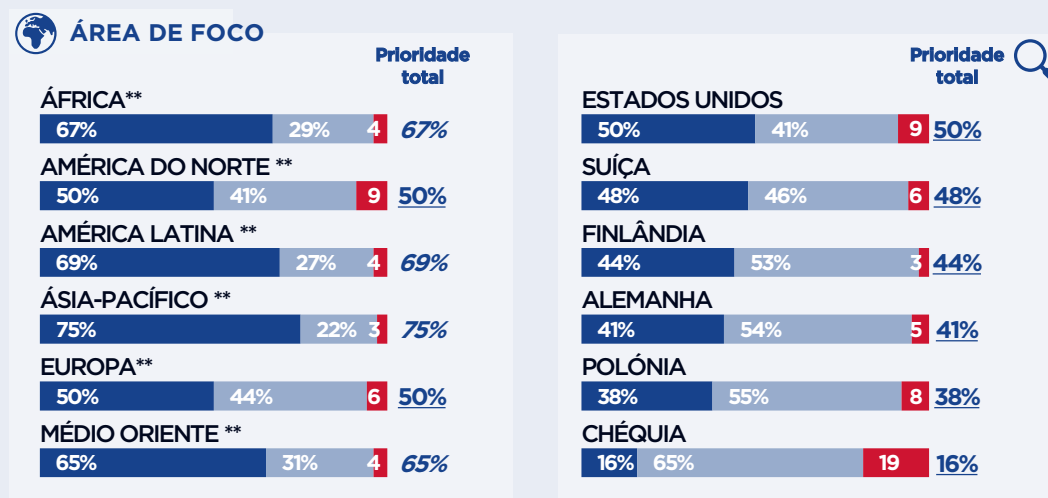 ÁREA DE FOCO
Prioridade
total
ÁFRICA**
67% 29% 4 67%
AMÉRICA DO NORTE **
50% 41% 9 50%
AMÉRICA LATINA **
69% 27% 4 69%
ÁSIA-PACÍFICO **
75% 22% 3 75%
EUROPA**
50% 44% 6 50%
MÉDIO ORIENTE **
65% 31% 4 65%
Prioridade
total
ESTADOS UNIDOS
50% 41% 9 50%
SUÍÇA
48% 46% 6 48%
FINLÂNDIA
44% 53% 3 44%
ALEMANHA
41% 54% 5 41%
POLÓNIA
38% 55% 8 38%
CHÉQUIA
16% 65% 19 16%